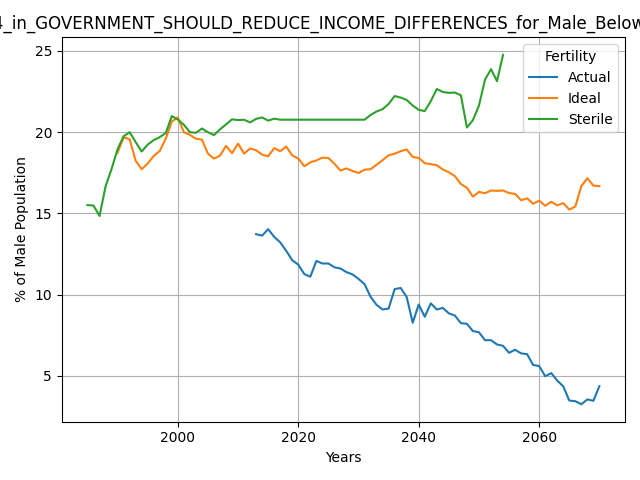 4_in_GOVERNMENT_SHOULD_REDUCE_INCOME_DIFFERENCES_for_Male_Below
25
20
15
10
5
% of Male Population
2000
2020
2040
2060
Years
Fertility
Actual
Ideal
Sterile